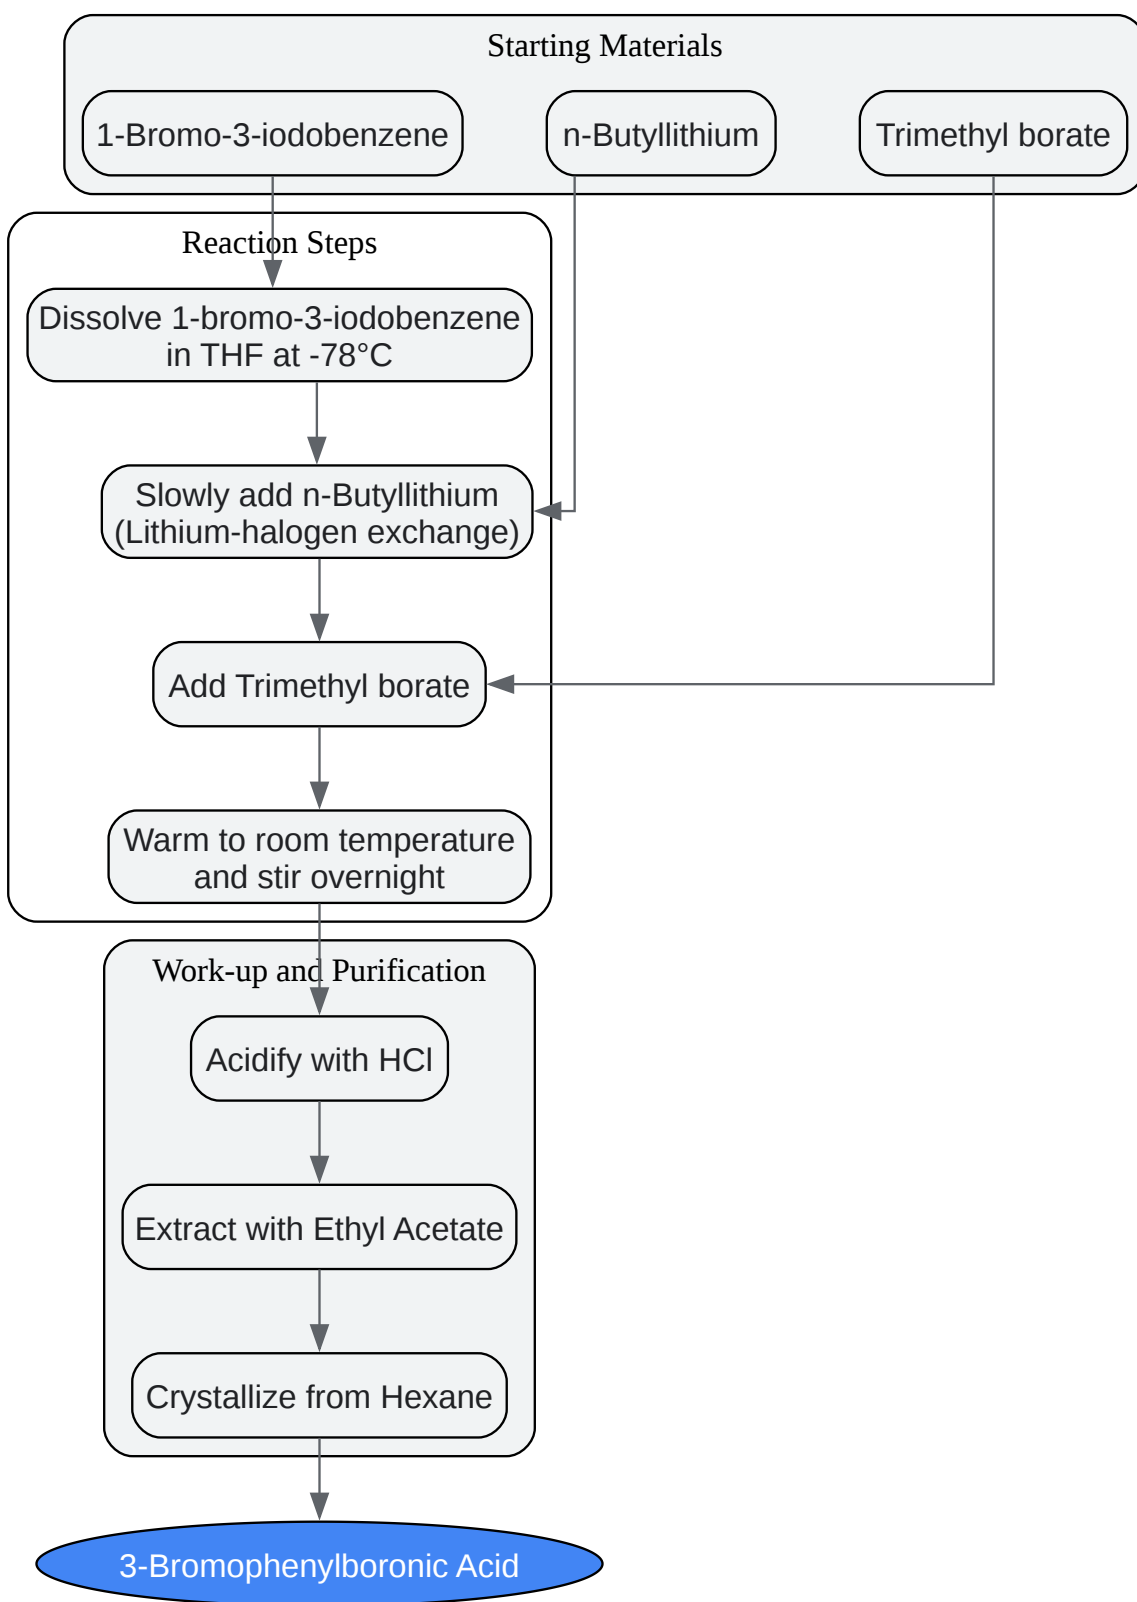 Starting Materials
1-Bromo-3-iodobenzene
n-Butyllithium
Trimethyl borate
Reaction Steps
Dissolve 1-bromo-3-iodobenzene
in THF at -78°C
Slowly add n-Butyllithium
(Lithium-halogen exchange)
Add Trimethyl borate
Warm to room temperature
and stir overnight
Work-up and Purification
Acidify with HCl
Extract with Ethyl Acetate
Crystallize from Hexane
3-Bromophenylboronic Acid